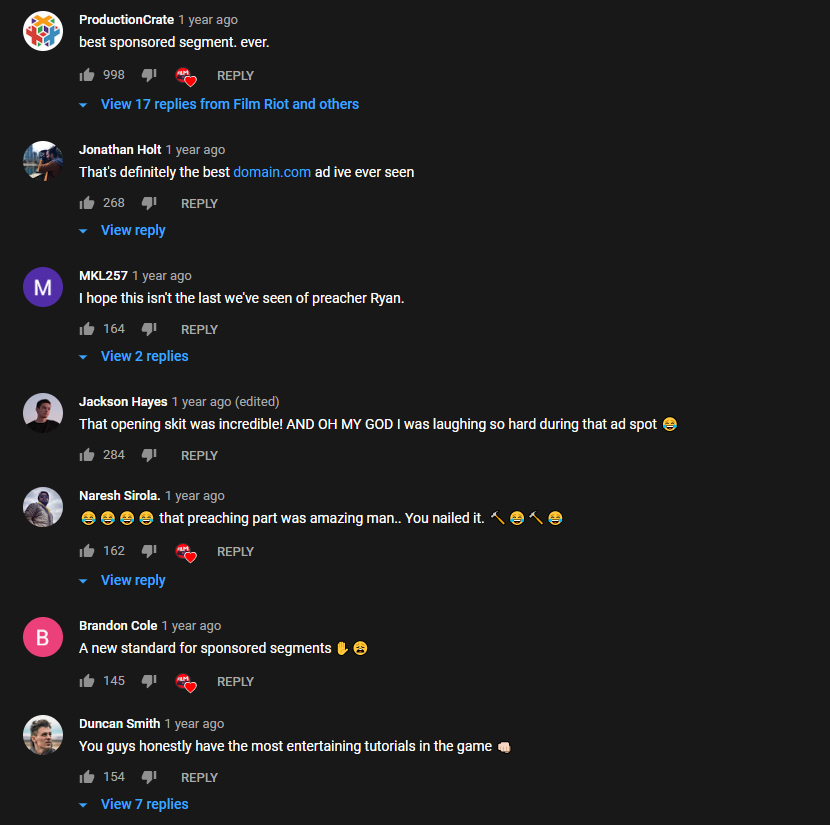 ProductionCrate 1 year ago
best sponsored segment. ever.
998 REPLY
View 17 replies from Film Riot and others
Jonathan Holt 1 year ago
That's definitely the best domain.com ad ive ever seen
268 REPLY
View reply
M
MKL257 1 year ago
I hope this isn't the last we've seen of preacher Ryan.
164 REPLY
View 2 replies
Jackson Hayes 1 year ago (edited)
That opening skit was incredible! AND OH MY GOD I was laughing so hard during that ad spot 😂
284 REPLY
Naresh Sirola. 1 year ago
😂😂😂😂 that preaching part was amazing man.. You nailed it. 🔨😂🔨😂
162 REPLY
View reply
B
Brandon Cole 1 year ago
A new standard for sponsored segments ✋😩
145 REPLY
Duncan Smith 1 year ago
You guys honestly have the most entertaining tutorials in the game 👊🏻
154 REPLY
View 7 replies